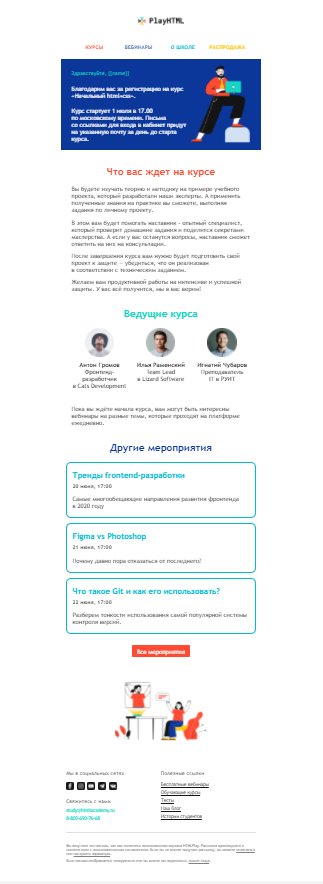 PlayHTML
КУРСЫ ВЕБИНАРЫ О ШКОЛЕ РАСПРОДАЖА
Здравствуйте, {{name}}
Благодарим вас за регистрацию на курс
«Начальный html+css».
Курс стартует 1 июля в 17.00
по московскому времени. Письма
со ссылками для входа в кабинет придут
на указанную почту за день до старта
курса.
Что вас ждет на курсе
Вы будете изучать теорию и методику на примере учебного
проекта, который разработали наши эксперты. А применить
полученные знания на практике вы сможете, выполняя
задания по личному проекту.
В этом вам будет помогать наставник - опытный специалист,
который проверит домашние задания и поделится секретами
мастерства. А если у вас останутся вопросы, наставник сможет
ответить на них на консультации.
После завершения курса вам нужно будет подготовить свой
проект к защите — убедиться, что он реализован
в соответствии с техническим заданием.
Желаем вам продуктивной работы на интенсиве и успешной
защиты. У вас всё получится, мы в вас верим!
Ведущие курса
Антон Громов
Фронтенд-
разработчик
в Cats Development
Илья Раменский
Team Lead
в Lizard Software
Игнатий Чубаров
Преподаватель
IT в РУИТ
Пока вы ждёте начала курса, вам могут быть интересны
вебинары на разные темы, которые проходят на платформе
ежедневно.
Другие мероприятия
Тренды frontend-разработки
20 июня, 17:00
Самые многообещающие направления развития фронтенда
в 2020 году
Figma vs Photoshop
21 июня, 17:00
Почему давно пора отказаться от последнего?
Что такое Git и как его использовать?
22 июня, 17:00
Разберем тонкости использования самой популярной системы
контроля версий.
Все мероприятия
Мы в социальных сетях
Свяжитесь с нами
study@htmlacademy.ru
8-800-690-76-68
Полезные ссылки
Бесплатные вебинары
Обучающие курсы
Тесты
Наш блог
Истории студентов